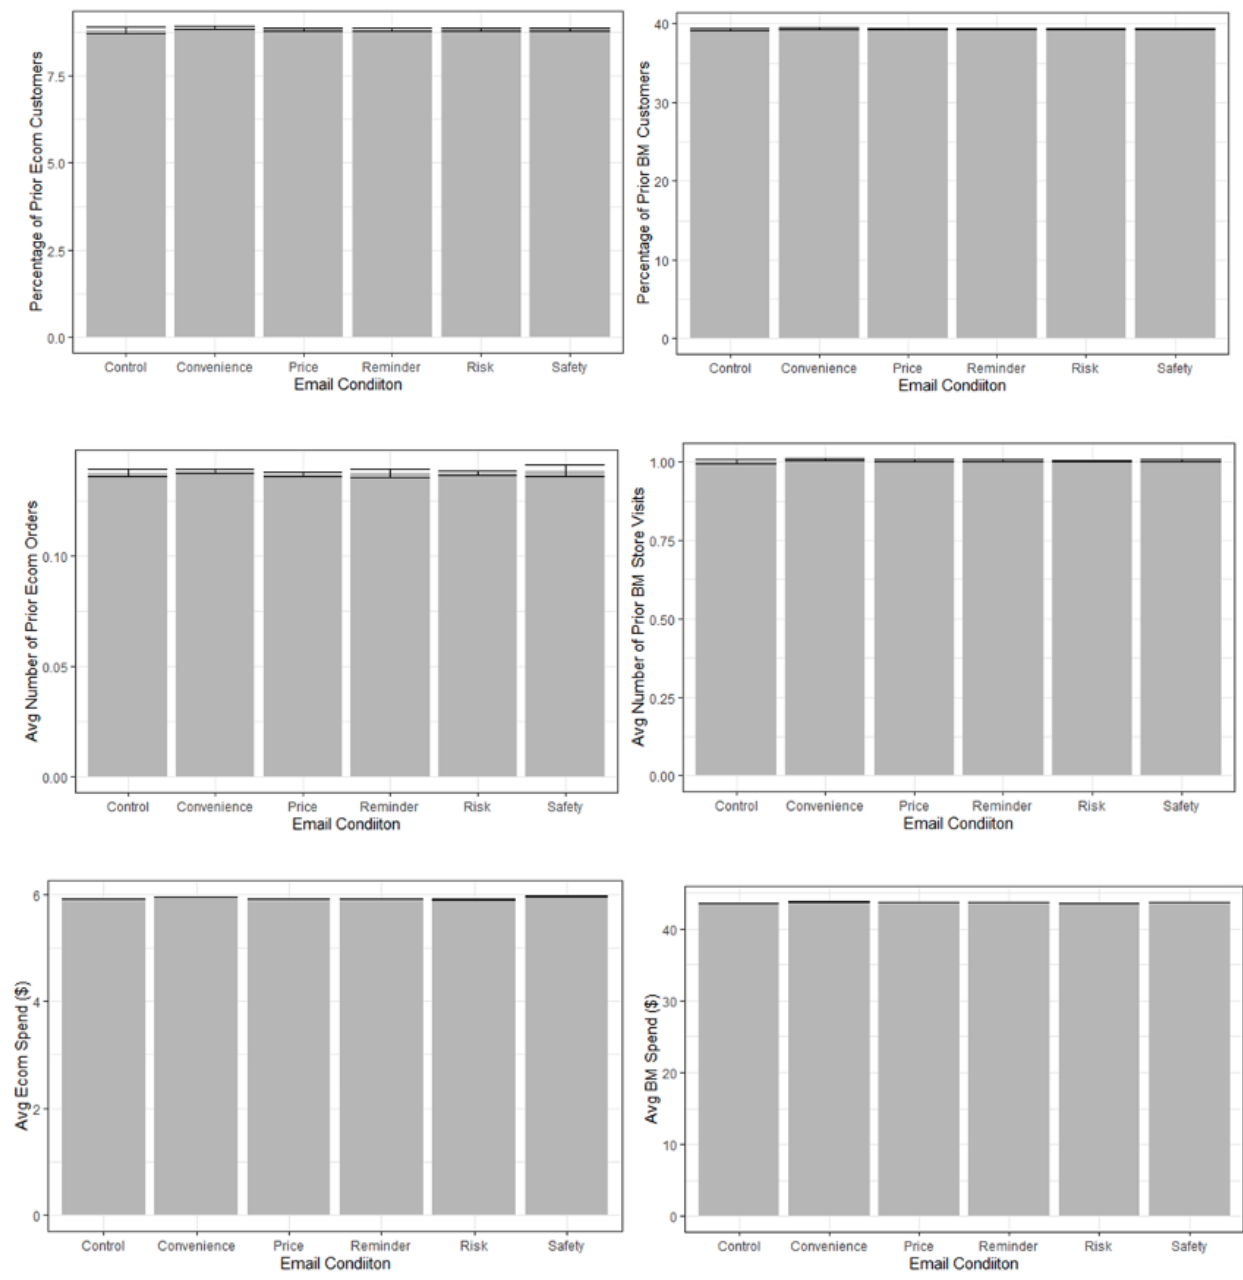 Percentage of Prior Ecom Customers
7.5
5.0
2.5
0.0
Control Convenience Price Reminder Risk Safety
Email Condiiton
Percentage of Prior BM Customers
40
30
20
10
0
Control Convenience Price Reminder Risk Safety
Email Condiiton
Avg Number of Prior Ecom Orders
0.10
0.05
0.00
Control Convenience Price Reminder Risk Safety
Email Condiiton
Avg Number of Prior BM Store Visits
1.00
0.75
0.50
0.25
0.00
Control Convenience Price Reminder Risk Safety
Email Condiiton
Avg Ecom Spend ($)
6
4
2
0
Control Convenience Price Reminder Risk Safety
Email Condiiton
Avg BM Spend ($)
40
30
20
10
0
Control Convenience Price Reminder Risk Safety
Email Condiiton